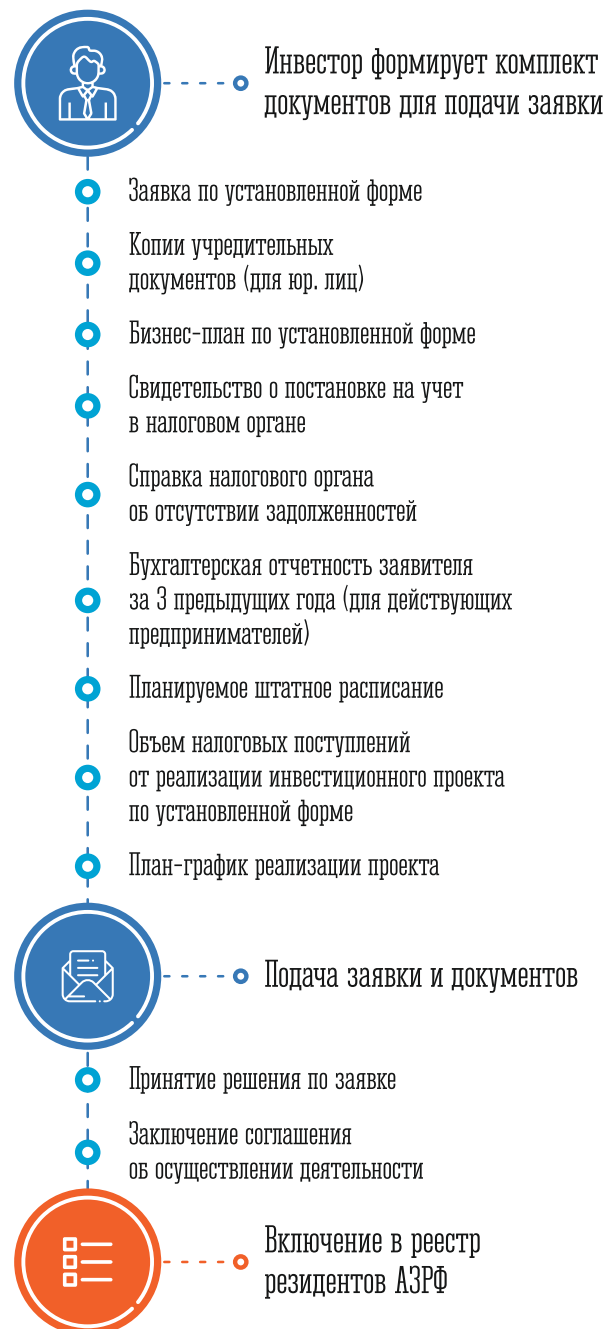 Инвестор формирует комплект
документов для подачи заявки
Заявка по установленной форме
Копии учредительных
документов (для юр. лиц)
Бизнес-план по установленной форме
Свидетельство о постановке на учет
в налоговом органе
Справка налогового органа
об отсутствии задолженностей
Бухгалтерская отчетность заявителя
за 3 предыдущих года (для действующих
предпринимателей)
Планируемое штатное расписание
Объем налоговых поступлений
от реализации инвестиционного проекта
по установленной форме
План-график реализации проекта
Подача заявки и документов
Принятие решения по заявке
Заключение соглашения
об осуществлении деятельности
Включение в реестр
резидентов АЗРФ